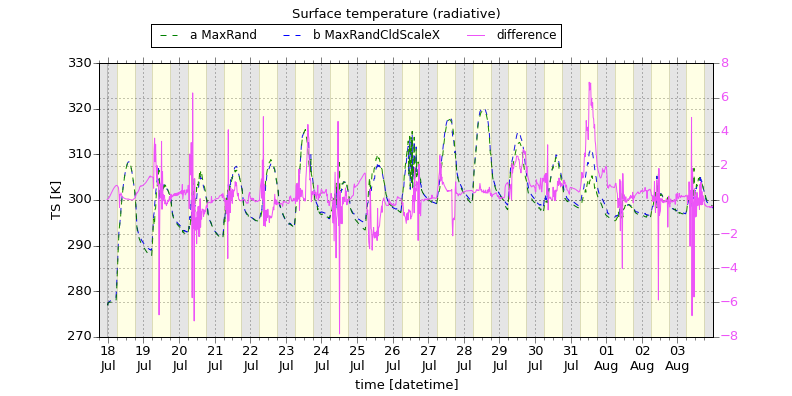 Surface temperature (radiative)
a MaxRand b MaxRandCldScaleX difference
330 8
6
320 4
310 2
TS [K] 300 0
290 −2
−4
280 −6
270 −8
18 19 20 21 22 23 24 25 26 27 28 29 30 31 01 02 03
Jul Jul Jul Jul Jul Jul Jul Jul Jul Jul Jul Jul Jul Jul Aug Aug Aug
time [datetime]